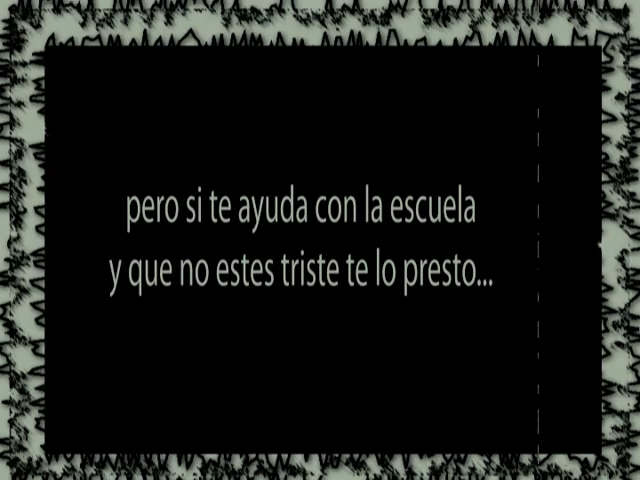 pero si te ayuda con la escuela
y que no estes triste te lo presto...